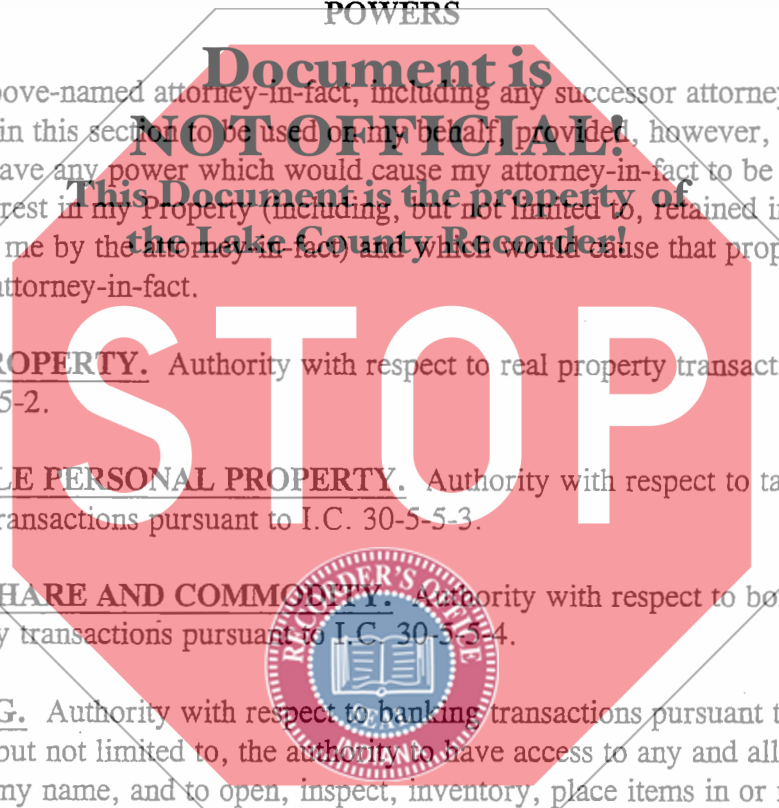 POWERS
Document is
ove-named attorney-in-fact, including any successor attorney
NOT OFFICIAL!
in this section to be used on my behalf, provided, however,
ave any power which would cause my attorney-in-fact to be
This Document is the property of
rest in my Property (including, but not limited to, retained i
the Lake County Recorder!
me by the attorney-in-fact) and which would cause that prop
ttorney-in-fact.
STOP
ROPERTY. Authority with respect to real property transact
5-2.
LE PERSONAL PROPERTY. Authority with respect to ta
ransactions pursuant to I.C. 30-5-5-3.
RECORDER'S OFFICE
HARE AND COMMODITY. Authority with respect to bo
y transactions pursuant to I.C. 30-5-5-4.
SEAL
INDIANA
G. Authority with respect to banking transactions pursuant t
but not limited to, the authority to have access to any and all
my name, and to open, inspect, inventory, place items in or